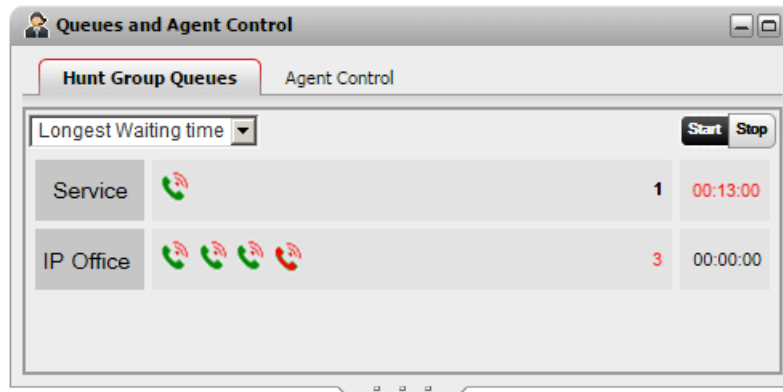 Queues and Agent Control
Hunt Group Queues Agent Control
Longest Waiting time Start Stop
Service 1 00:13:00
IP Office 3 00:00:00